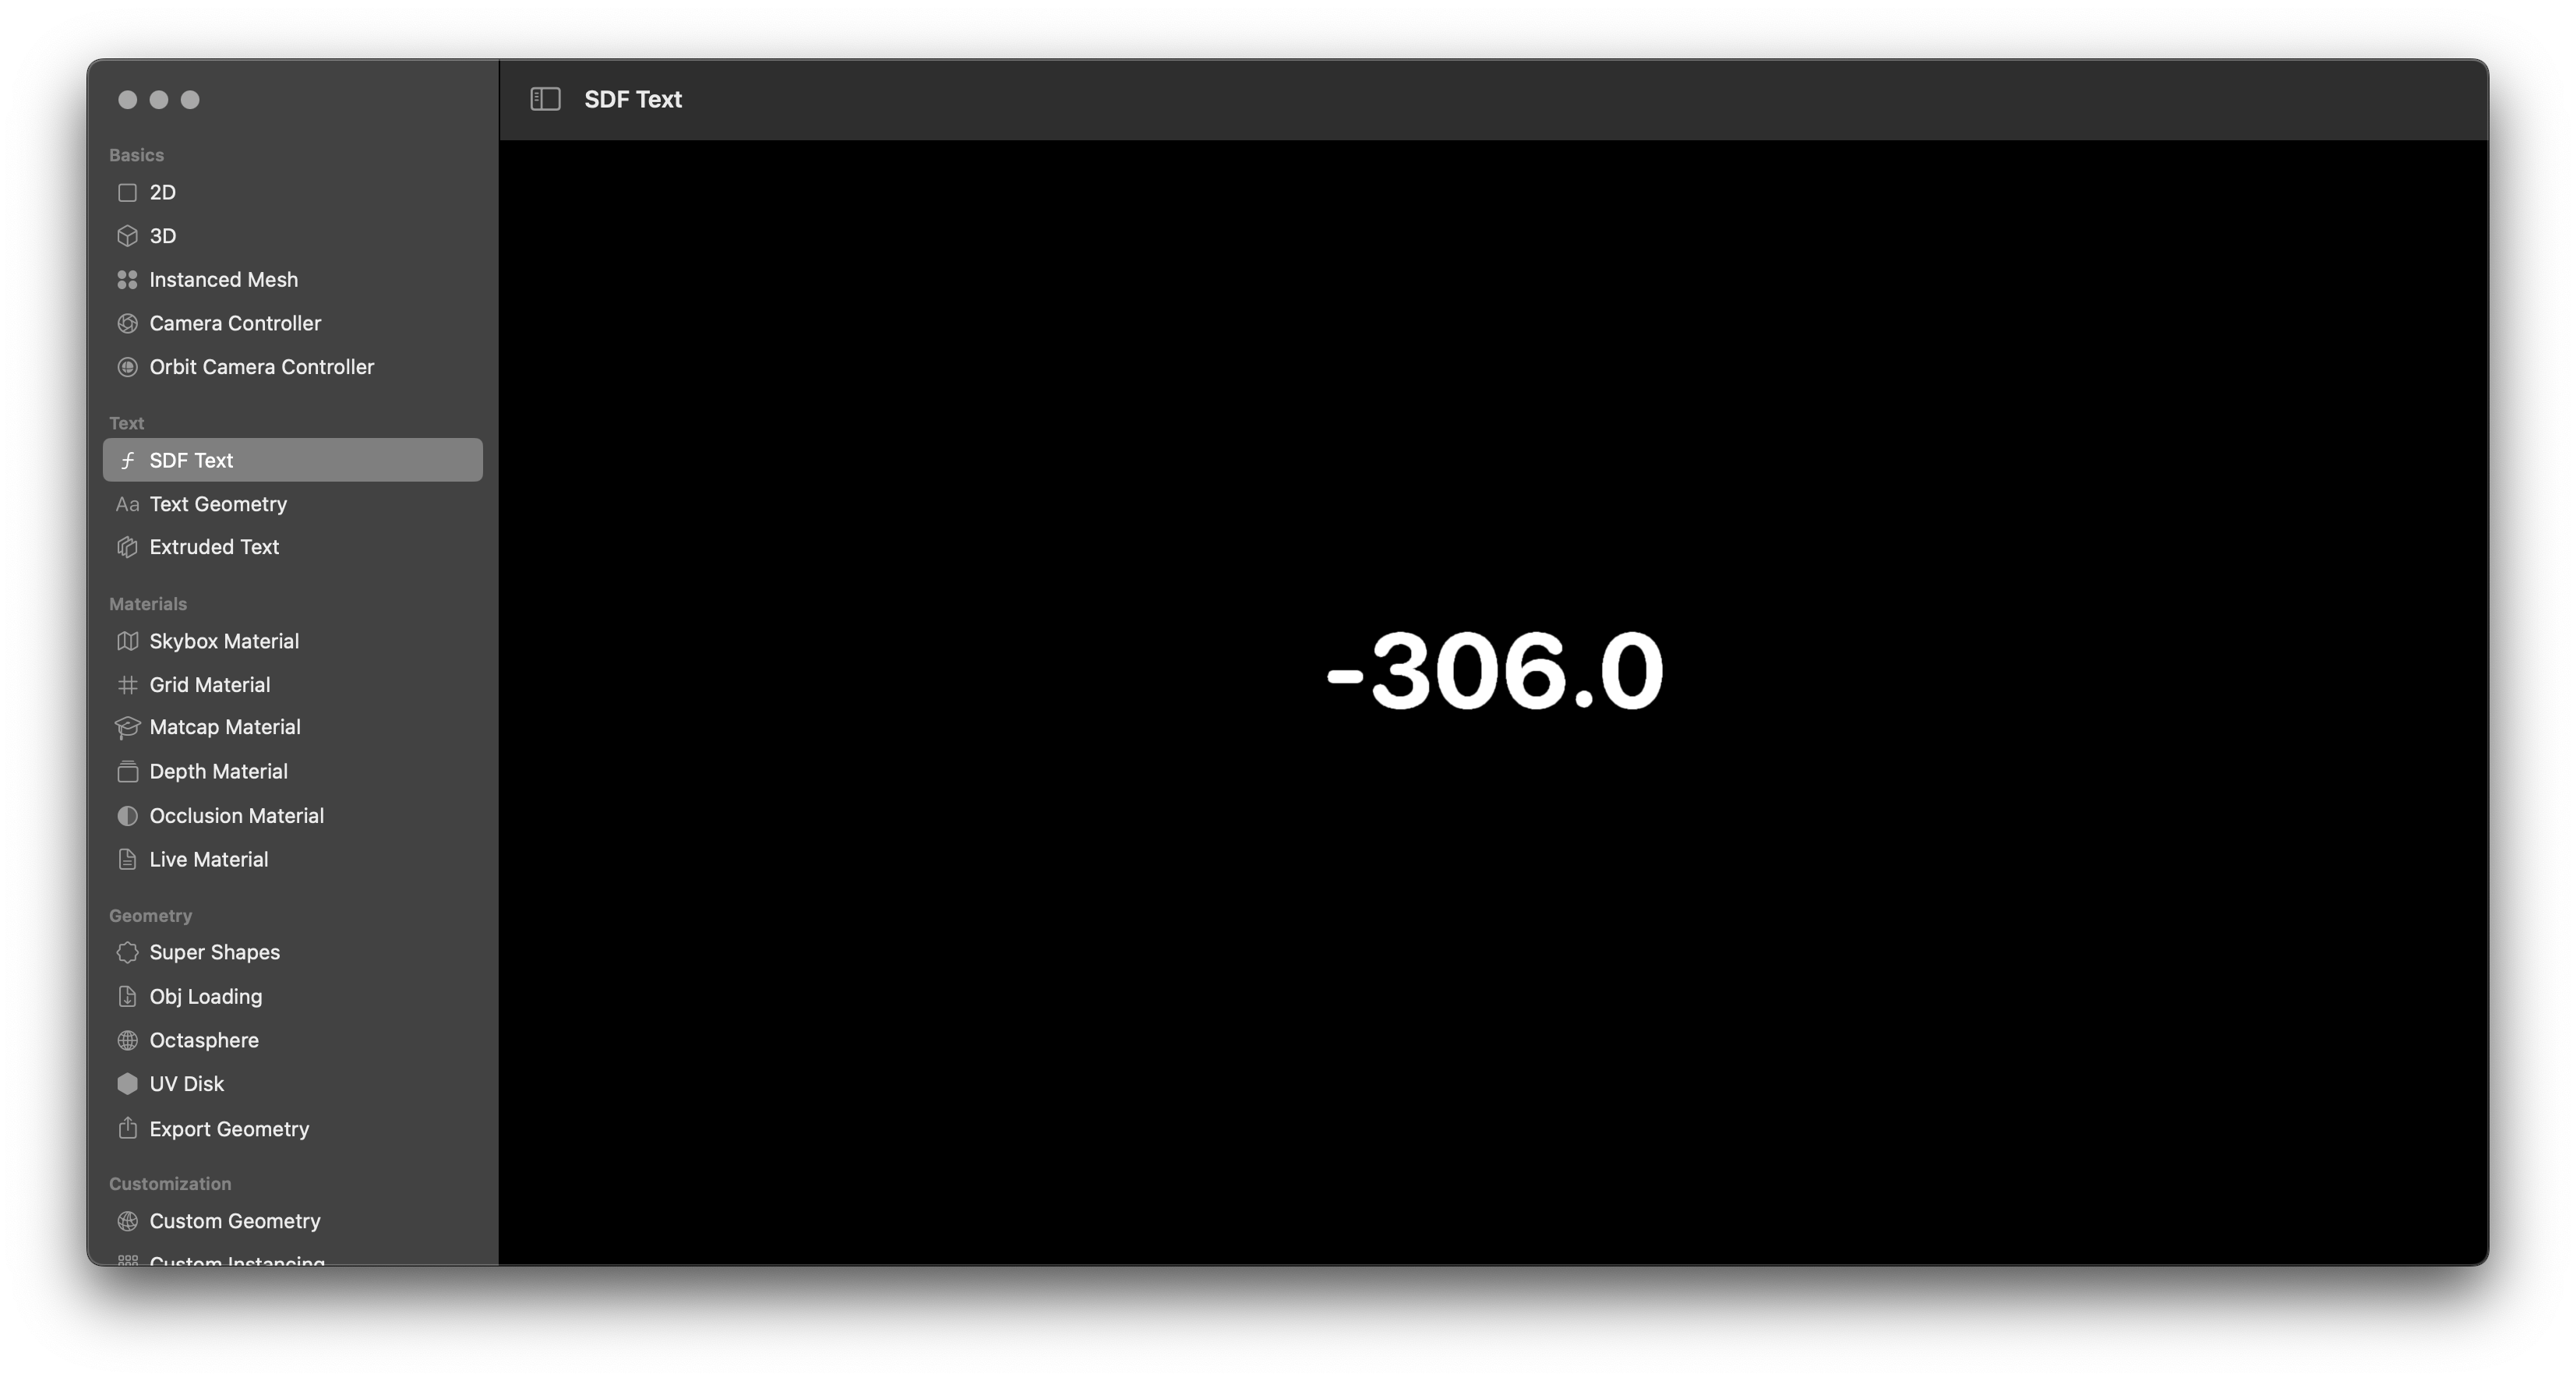 Basics
2D
3D
Instanced Mesh
Camera Controller
Orbit Camera Controller
Text
SDF Text
Aa Text Geometry
Extruded Text
Materials
Skybox Material
Grid Material
Matcap Material
Depth Material
Occlusion Material
Live Material
Geometry
Super Shapes
Obj Loading
Octasphere
UV Disk
Export Geometry
Customization
Custom Geometry
Custom Instancing
SDF Text
-306.0